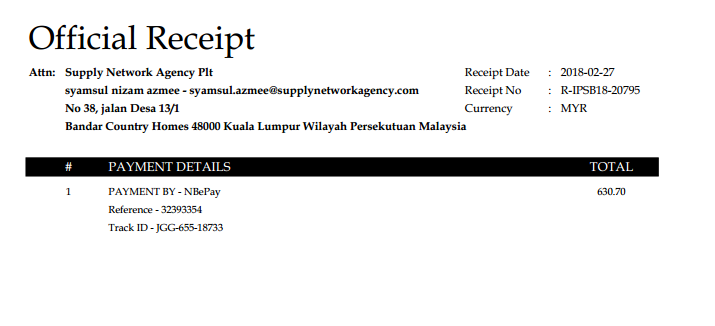 Official Receipt
Attn: Supply Network Agency Plt
Receipt Date : 2018-02-27
syamsul nizam azmee - syamsul.azmee@supplynetworkagency.com
Receipt No : R-IPSB18-20795
No 38, jalan Desa 13/1
Currency : MYR
Bandar Country Homes 48000 Kuala Lumpur Wilayah Persekutuan Malaysia
# PAYMENT DETAILS TOTAL
1 PAYMENT BY - NBePay 630.70
Reference - 32393354
Track ID - JGG-655-18733